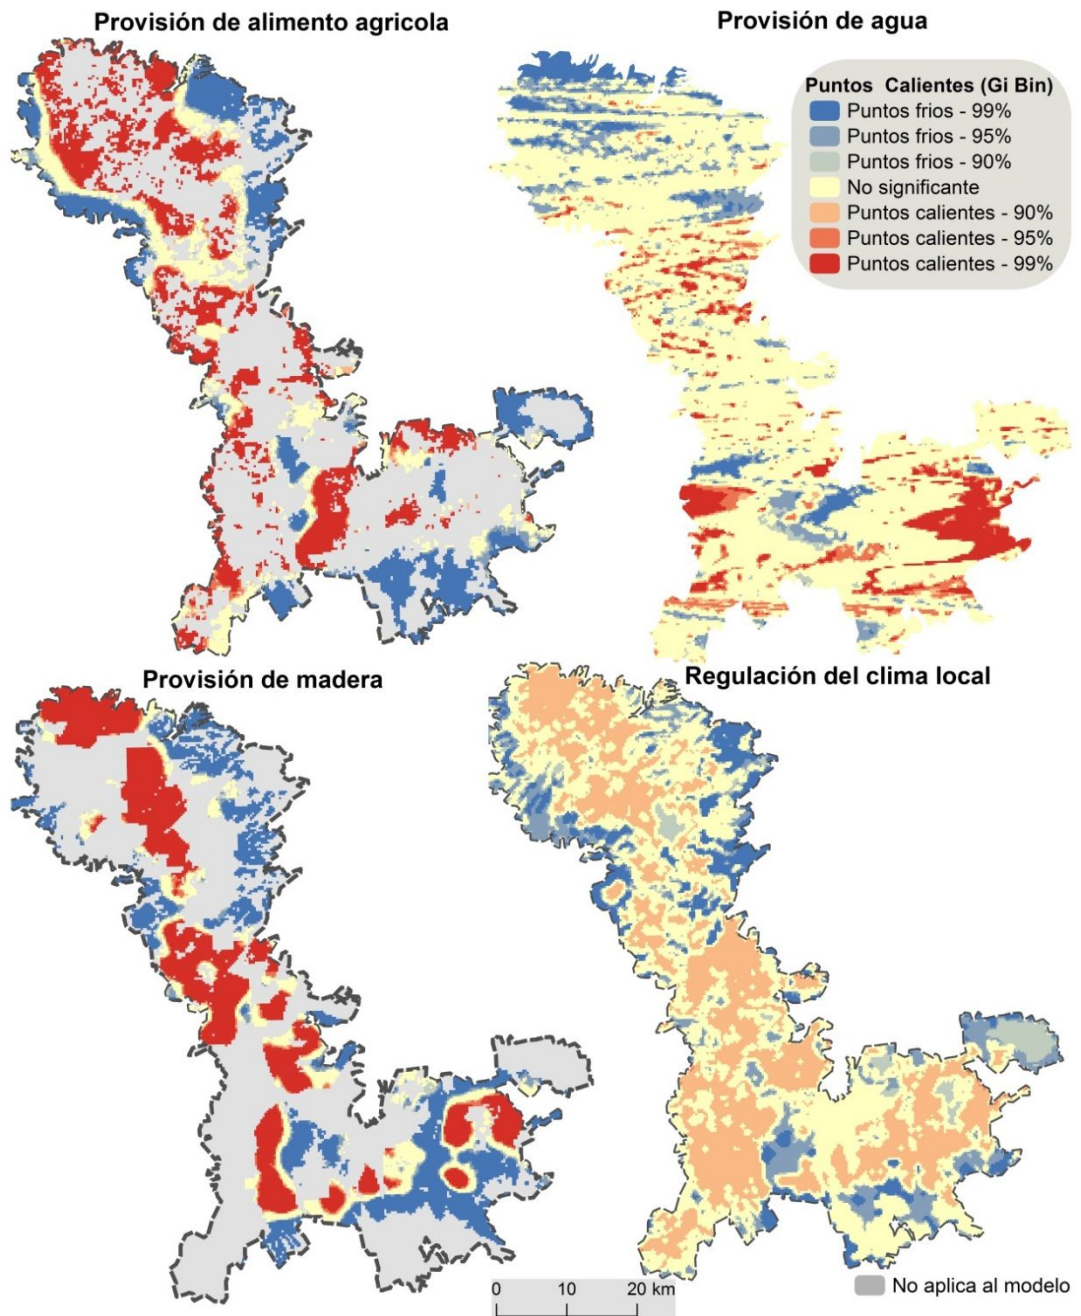 Provisión de alimento agricola
Provisión de agua
Puntos Calientes (Gi Bin)
Puntos frios - 99%
Puntos frios - 95%
Puntos frios - 90%
No significante
Puntos calientes - 90%
Puntos calientes - 95%
Puntos calientes - 99%
Provisión de madera
Regulación del clima local
0 10 20 km
No aplica al modelo